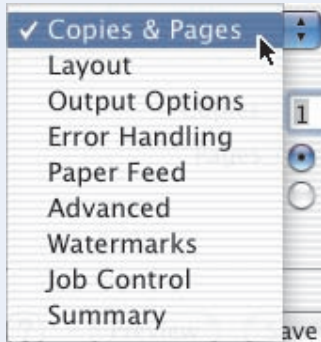 ✓ Copies & Pages
Layout
Output Options
1
Error Handling
Paper Feed
Advanced
Watermarks
Job Control
Summary
ave